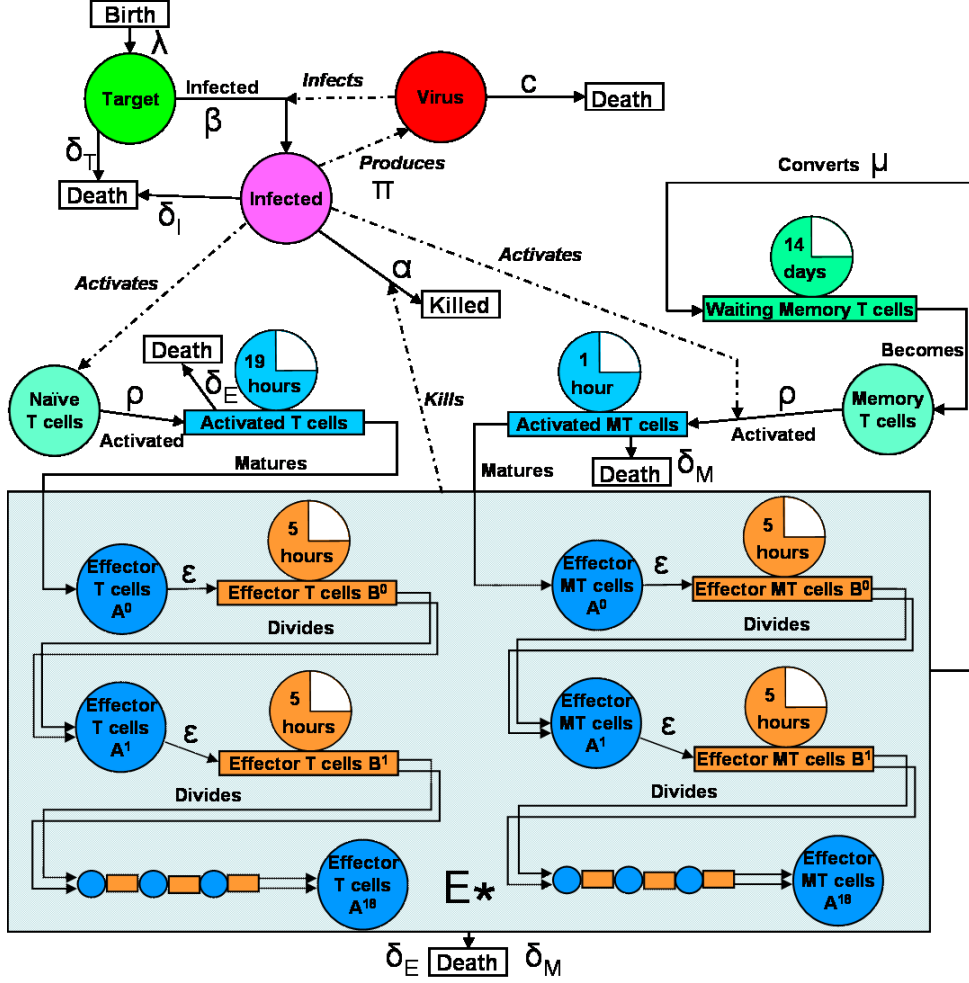 Birth
λ
Target
Infected
β
Infects
Virus
C
Death
δT
Death
δI
Infected
Produces
π
Converts μ
Activates
α
Killed
Activates
14
days
Waiting Memory T cells
Becomes
Death
δE
19
hours
Kills
1
hour
Naïve
T cells
ρ
Activated
Activated T cells
Activated MT cells
ρ
Activated
Memory
T cells
Matures
Matures
Death
δM
5
hours
Effector
T cells
A0
ε
Effector T cells B0
Divides
5
hours
Effector
MT cells
A0
ε
Effector MT cells B0
Divides
5
hours
Effector
T cells
A1
ε
Effector T cells B1
Divides
5
hours
Effector
MT cells
A1
ε
Effector MT cells B1
Divides
Effector
T cells
A18
E*
Effector
MT cells
A18
δE
Death
δM